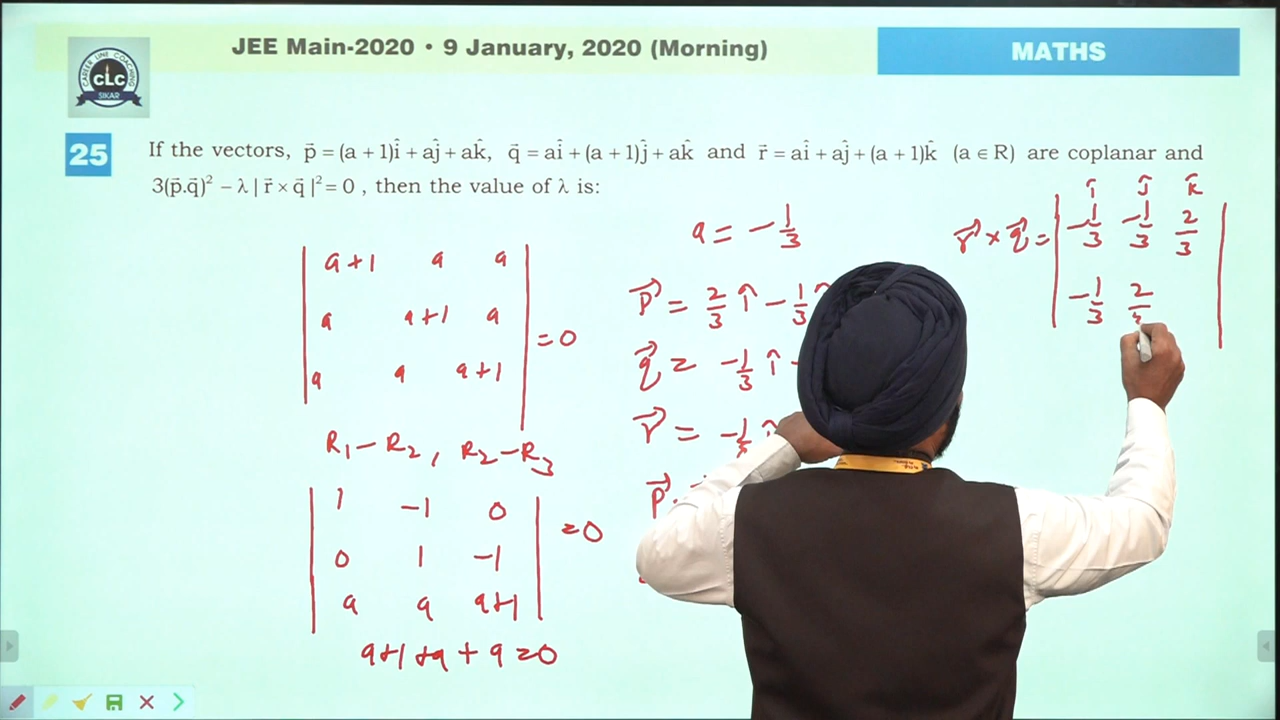 JEE Main-2020 • 9 January, 2020 (Morning)
MATHS
CAREER LINE COACHING
CLC
SIKAR
25
If the vectors, p⃗ = (a + 1)î + aĵ + ak̂, q⃗ = aî + (a + 1)ĵ + ak̂ and r⃗ = aî + aĵ + (a + 1)k̂ (a ∈ R) are coplanar and
3(p⃗.q⃗)² − λ | r⃗ × q⃗ |² = 0 , then the value of λ is:
a+1 a a
a a+1 a
a a a+1
= 0
R₁ − R₂, R₂ − R₃
1 -1 0
0 1 -1
a a a+1
= 0
a+1 +a + a = 0
a = -1/3
p⃗ = 2/3 î - 1/3
q⃗ = -1/3 î
r⃗ = -1/3 î
p⃗.
î ĵ k̂
r⃗ × q⃗ = -1/3 -1/3 2/3
-1/3 2/